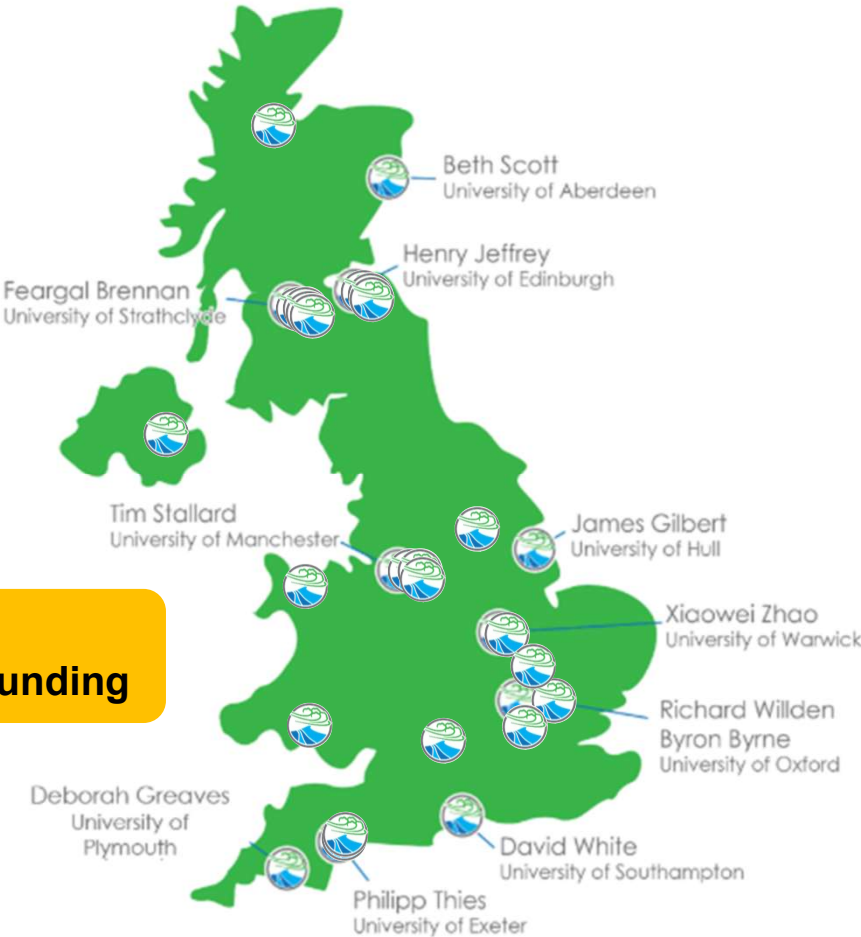 Beth Scott
University of Aberdeen
Henry Jeffrey
University of Edinburgh
Feargal Brennan
University of Strathclyde
Tim Stallard
University of Manchester
James Gilbert
University of Hull
Xiaowei Zhao
University of Warwick
unding
Richard Willden
Byron Byrne
University of Oxford
Deborah Greaves
University of
Plymouth
David White
University of Southampton
Philipp Thies
University of Exeter